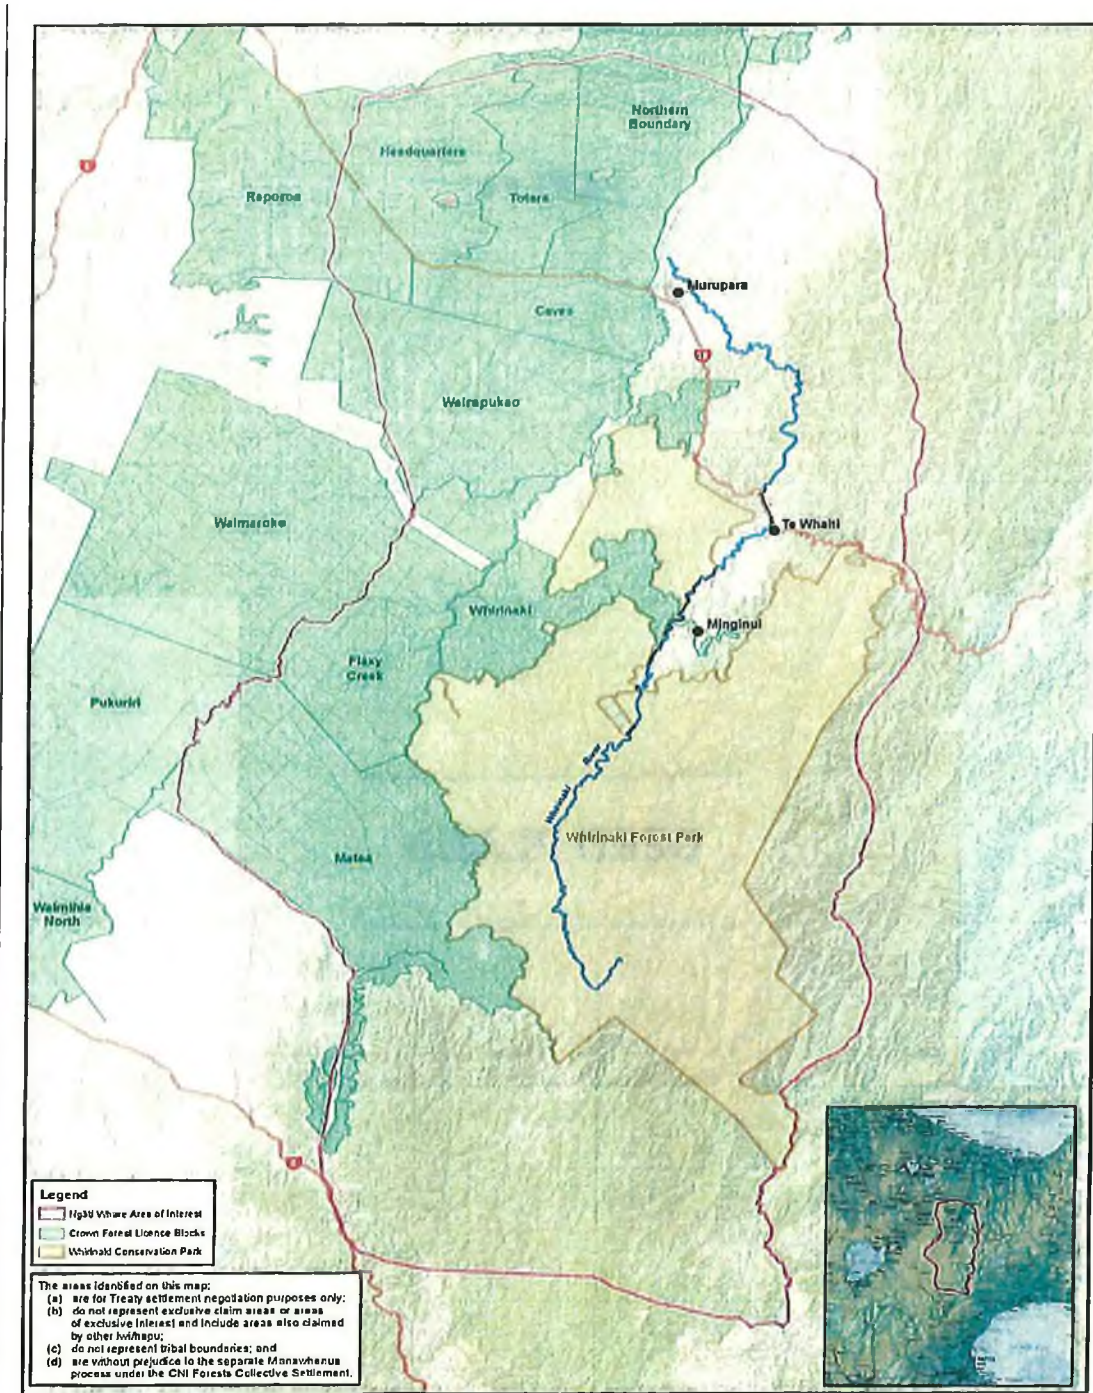 Northern
Boundary
Headquarters
Reporoa
Totara
Murupara
Caves
Wairapukao
Waimaroke
Te Whaiti
Whirinaki
Minginui
Flaxy
Creek
Pukuriri
River
Whirinaki
Whirinaki Forest Park
Matea
Waimihia
North
Legend
Ngāti Whare Area of Interest
Crown Forest Licence Blocks
Whirinaki Conservation Park
The areas identified on this map:
(a) are for Treaty settlement negotiation purposes only;
(b) do not represent exclusive claim areas or areas
of exclusive interest and include areas also claimed
by other Iwi/hapu;
(c) do not represent tribal boundaries; and
(d) are without prejudice to the separate Manawhenua
process under the CNI Forests Collective Settlement.